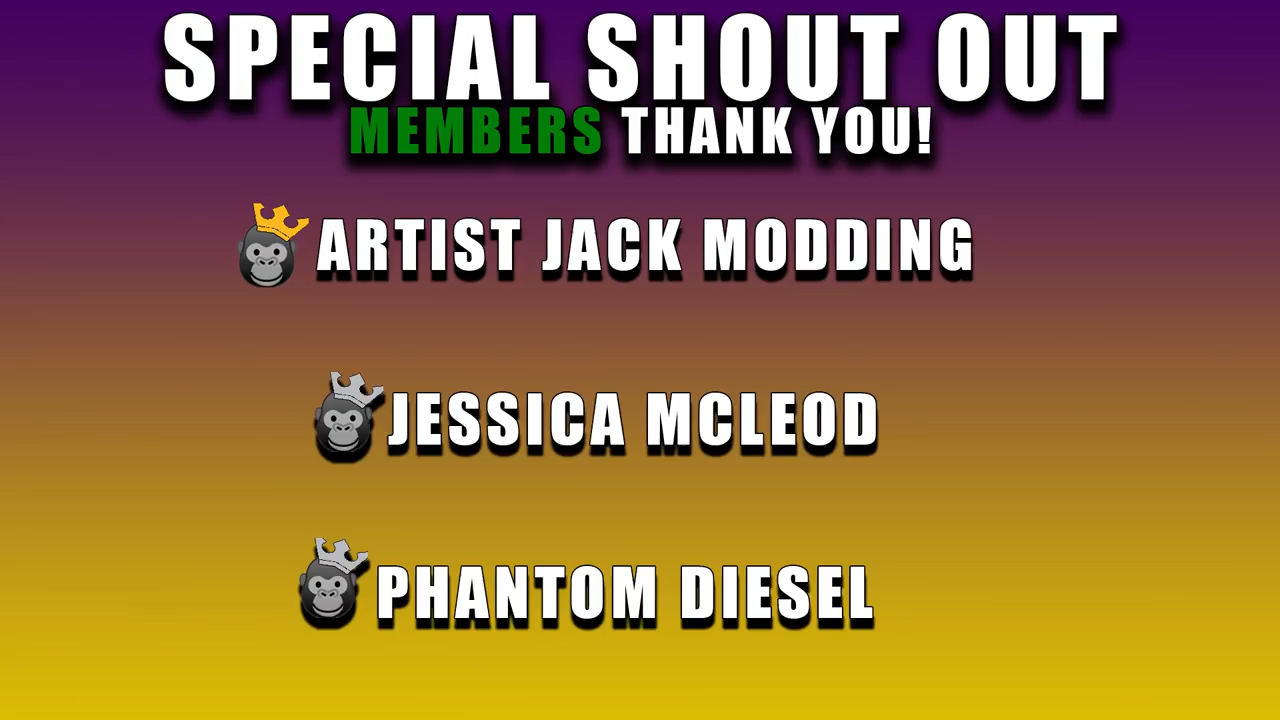 SPECIAL SHOUT OUT
MEMBERS THANK YOU!
ARTIST JACK MODDING
JESSICA MCLEOD
PHANTOM DIESEL